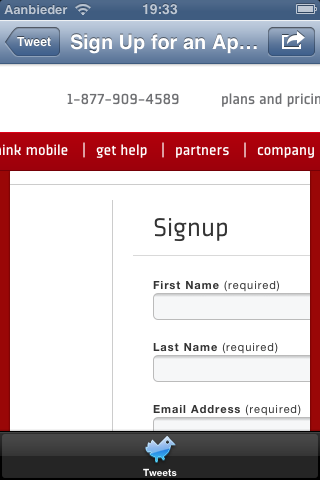 Aanbieder 19:33
Tweet Sign Up for an Ap...
1-877-909-4589 plans and pricin
ink mobile | get help | partners | company
Signup
First Name (required)
Last Name (required)
Email Address (required)
Tweets